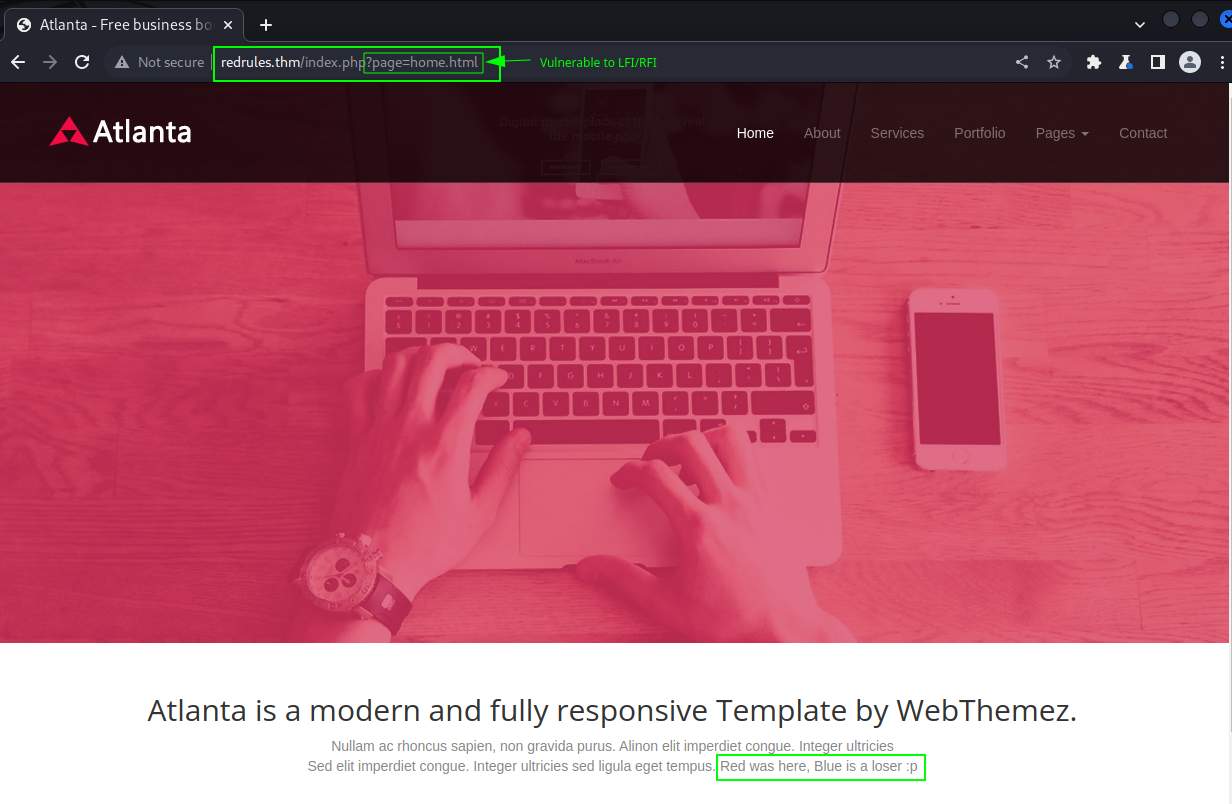 Atlanta - Free business bo
Not secure redrules.thm/index.php?page=home.html Vulnerable to LFI/RFI
Atlanta Home About Services Portfolio Pages Contact
MacBook Air
Atlanta is a modern and fully responsive Template by WebThemez.
Nullam ac rhoncus sapien, non gravida purus. Alinon elit imperdiet congue. Integer ultricies
Sed elit imperdiet congue. Integer ultricies sed ligula eget tempus. Red was here, Blue is a loser :p